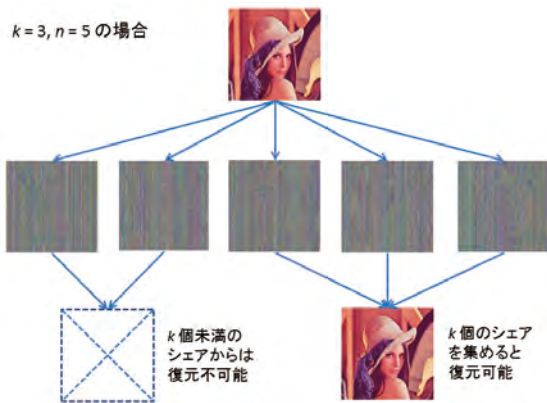 k = 3, n = 5 の場合
k 個未満の
シェアからは
復元不可能
k 個のシェア
を集めると
復元可能